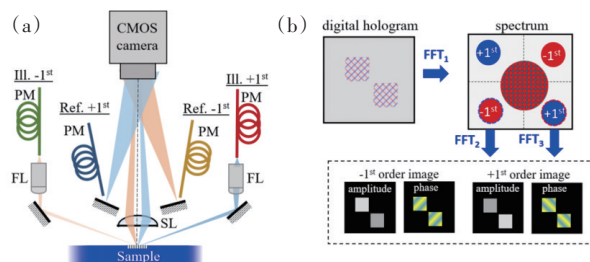 (a)
CMOS
camera
Ill. -1st
PM
Ref. +1st
PM
Ref. -1st
PM
Ill. +1st
PM
FL
FL
SL
Sample
(b)
digital hologram
spectrum
FFT1
+1st
-1st
-1st
+1st
FFT2
FFT3
-1st order image
+1st order image
amplitude
phase
amplitude
phase